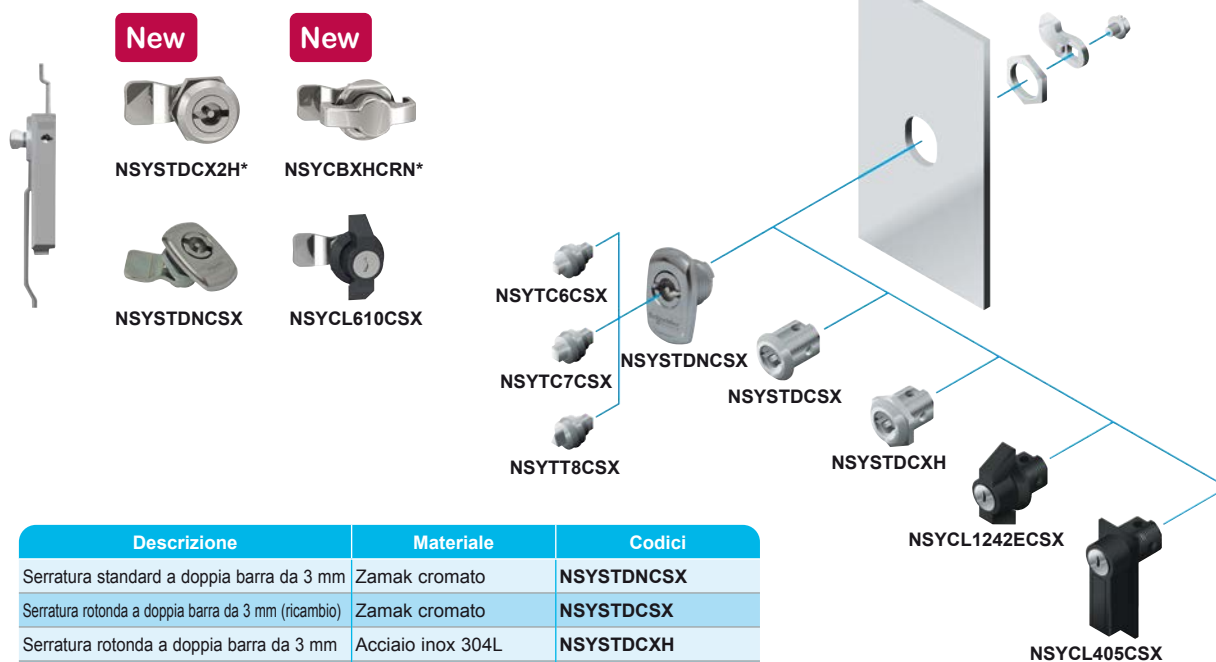 New
New
NSYSTDCX2H*
NSYCBXHCRN*
NSYSTDNCSX
NSYCL610CSX
NSYTC6CSX
NSYTC7CSX
NSYTT8CSX
NSYSTDNCSX
NSYSTDCSX
NSYSTDCXH
NSYCL1242ECSX
NSYCL405CSX
Descrizione Materiale Codici
Serratura standard a doppia barra da 3 mm Zamak cromato NSYSTDNCSX
Serratura rotonda a doppia barra da 3 mm (ricambio) Zamak cromato NSYSTDCSX
Serratura rotonda a doppia barra da 3 mm Acciaio inox 304L NSYSTDCXH